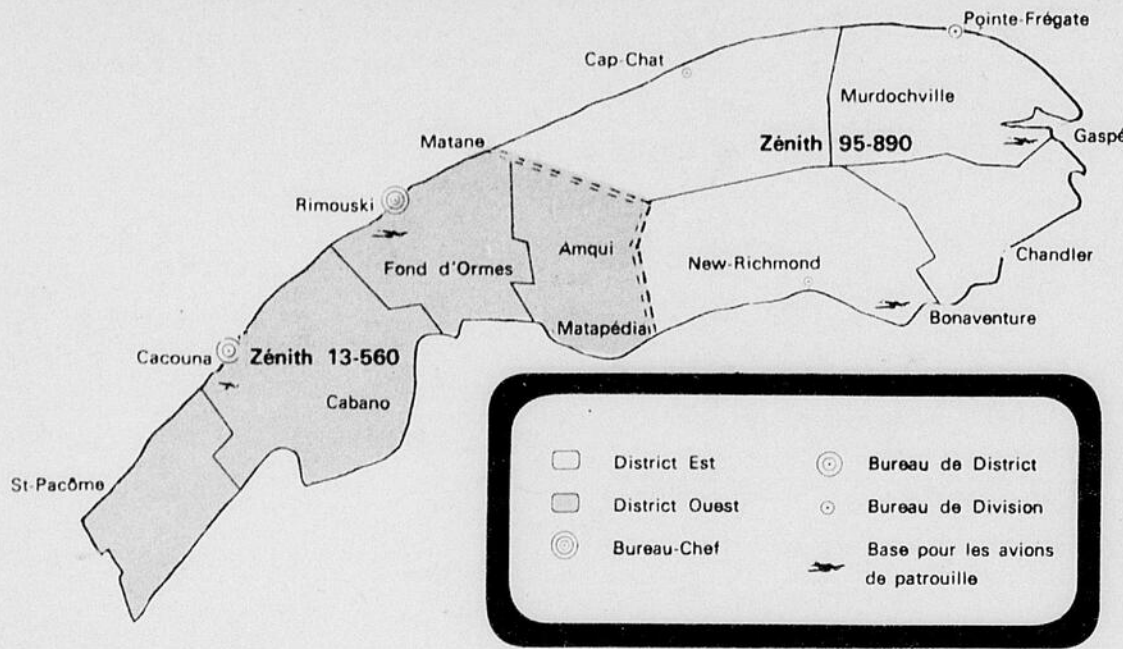 Pointe-Frégate
Cap-Chat
Murdochville
Matane
Zénith 95-890
Gaspé
Rimouski
Amqui
Fond d'Ormes
New-Richmond
Chandler
Matapédia
Bonaventure
Cacouna
Zénith 13-560
Cabano
St-Pacôme
District Est
District Ouest
Bureau-Chef
Bureau de District
Bureau de Division
Base pour les avions
de patrouille